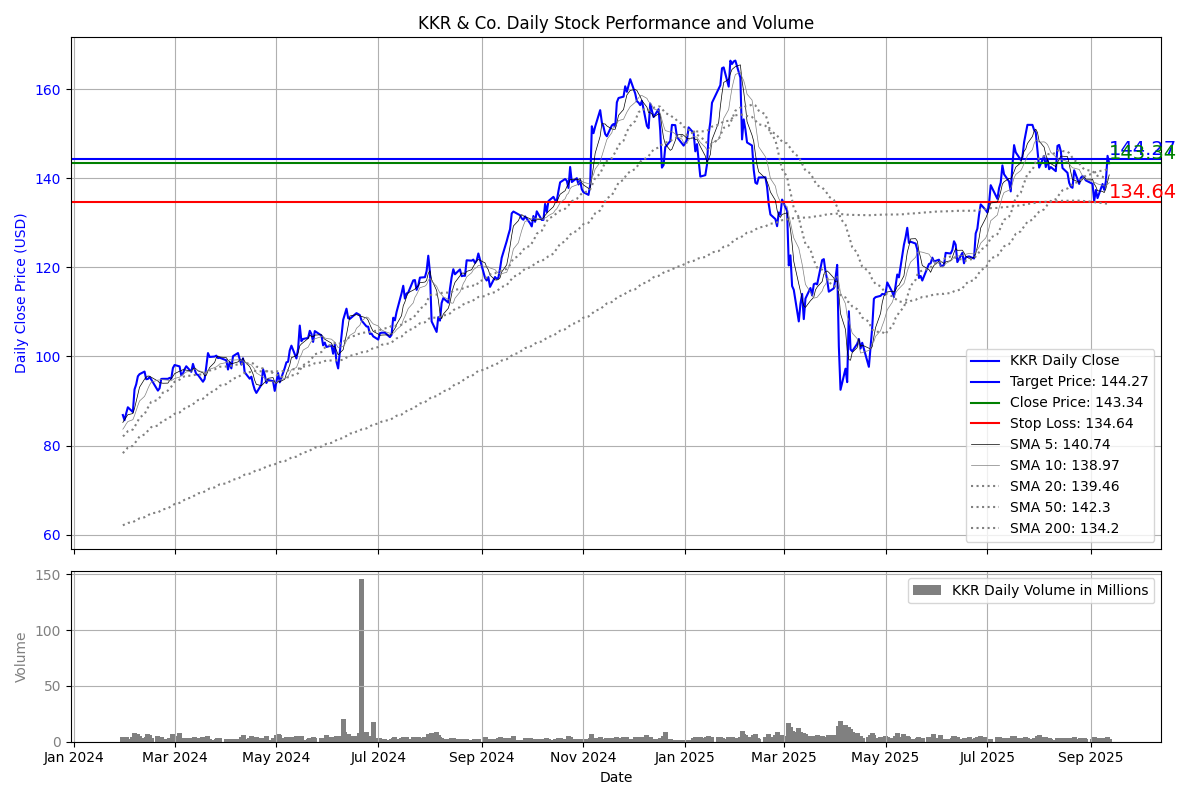 KKR & Co. Daily Stock Performance and Volume
Daily Close Price (USD)
160
140
120
100
80
60
144.27
143.34
134.64
KKR Daily Close
Target Price: 144.27
Close Price: 143.34
Stop Loss: 134.64
SMA 5: 140.74
SMA 10: 138.97
SMA 20: 139.46
SMA 50: 142.3
SMA 200: 134.2
Volume
150
100
50
0
KKR Daily Volume in Millions
Jan 2024
Mar 2024
May 2024
Jul 2024
Sep 2024
Nov 2024
Jan 2025
Mar 2025
May 2025
Jul 2025
Sep 2025
Date